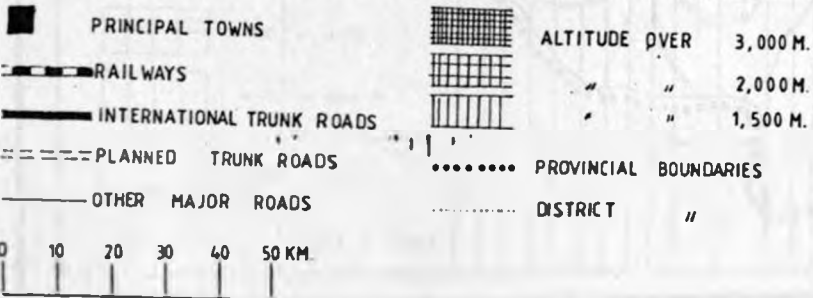 PRINCIPAL TOWNS
RAILWAYS
INTERNATIONAL TRUNK ROADS
PLANNED TRUNK ROADS
OTHER MAJOR ROADS
0 10 20 30 40 50 KM.
ALTITUDE OVER 3,000 M.
" " 2,000 M.
" " 1,500 M.
PROVINCIAL BOUNDARIES
DISTRICT "